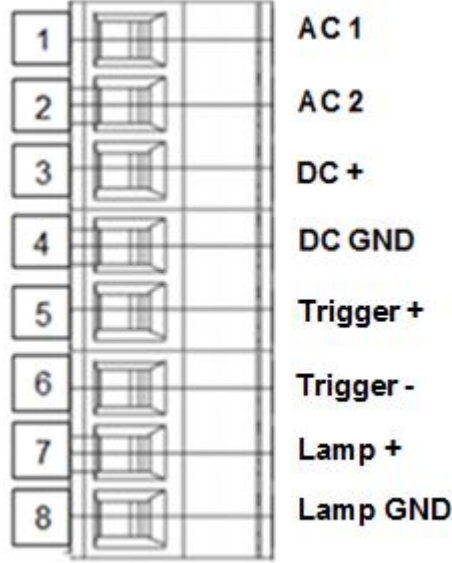 1 AC 1
2 AC 2
3 DC +
4 DC GND
5 Trigger +
6 Trigger -
7 Lamp +
8 Lamp GND